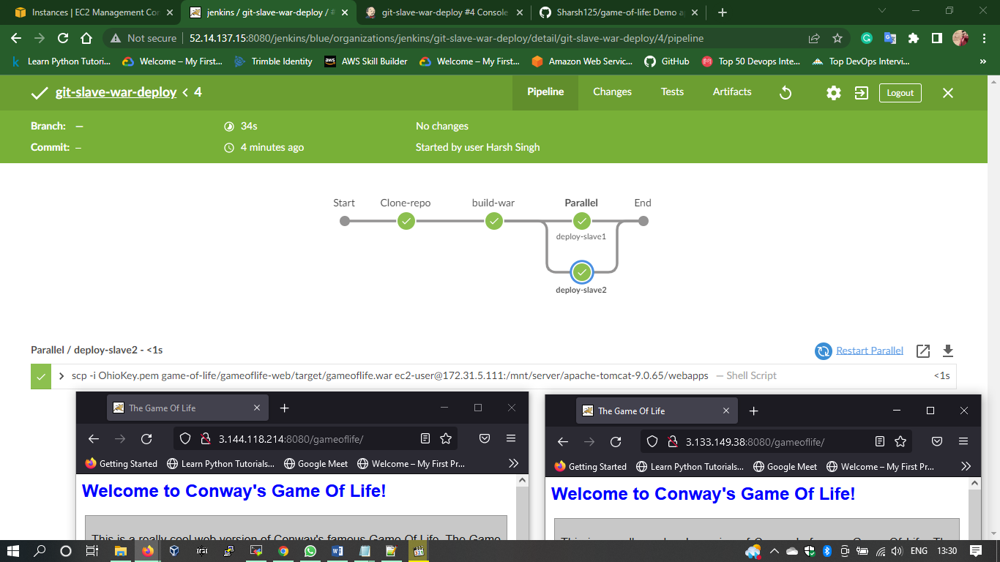 Instances | EC2 Management Con
jenkins / git-slave-war-deploy / #
git-slave-war-deploy #4 Console
Sharsh125/game-of-life: Demo a
Not secure
52.14.137.15:8080/jenkins/blue/organizations/jenkins/git-slave-war-deploy/detail/git-slave-war-deploy/4/pipeline
Learn Python Tutori...
Welcome – My First...
Trimble Identity
aws AWS Skill Builder
Welcome – My First...
Amazon Web Servic...
GitHub
Top 50 Devops Inte...
Top DevOps Intervi...
git-slave-war-deploy < 4
Pipeline
Changes
Tests
Artifacts
Logout
Branch: —
34s
No changes
Commit: –
4 minutes ago
Started by user Harsh Singh
Start
Clone-repo
build-war
Parallel
End
deploy-slave1
deploy-slave2
Parallel / deploy-slave2 - <1s
Restart Parallel
scp -i OhioKey.pem game-of-life/gameoflife-web/target/gameoflife.war ec2-user@172.31.5.111:/mnt/server/apache-tomcat-9.0.65/webapps — Shell Script
<1s
The Game Of Life
3.144.118.214:8080/gameoflife/
Getting Started
Learn Python Tutorials...
Google Meet
Welcome – My First Pr...
Welcome to Conway's Game Of Life!
This is a really cool web version of Conway's famous Game Of Life. The Game
The Game Of Life
3.133.149.38:8080/gameoflife/
Getting Started
Learn Python Tutorials...
Google Meet
Welcome – My First Pr...
Welcome to Conway's Game Of Life!
ENG
13:30